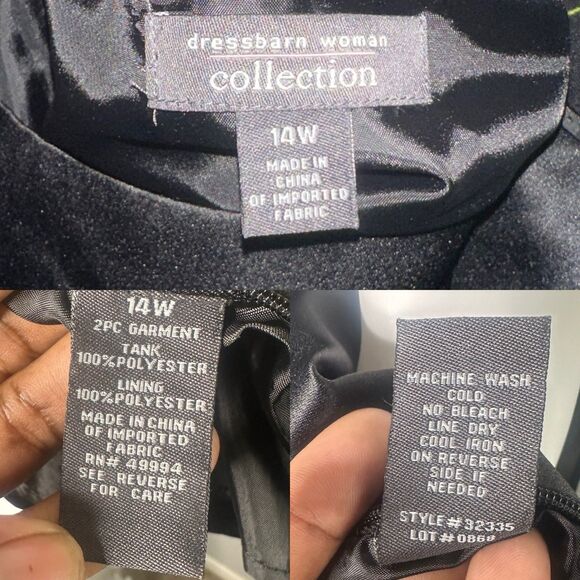 dressbarn woman
collection
14W
MADE IN
CHINA
OF IMPORTED
FABRIC
14W
2PC GARMENT
TANK
100%POLYESTER
LINING
100%POLYESTER
MADE IN CHINA
OF IMPORTED
FABRIC
RN# 49994
SEE REVERSE
FOR CARE
MACHINE WASH
COLD
NO BLEACH
LINE DRY
COOL IRON
ON REVERSE
SIDE IF
NEEDED
STYLE#32335
LOT#0868